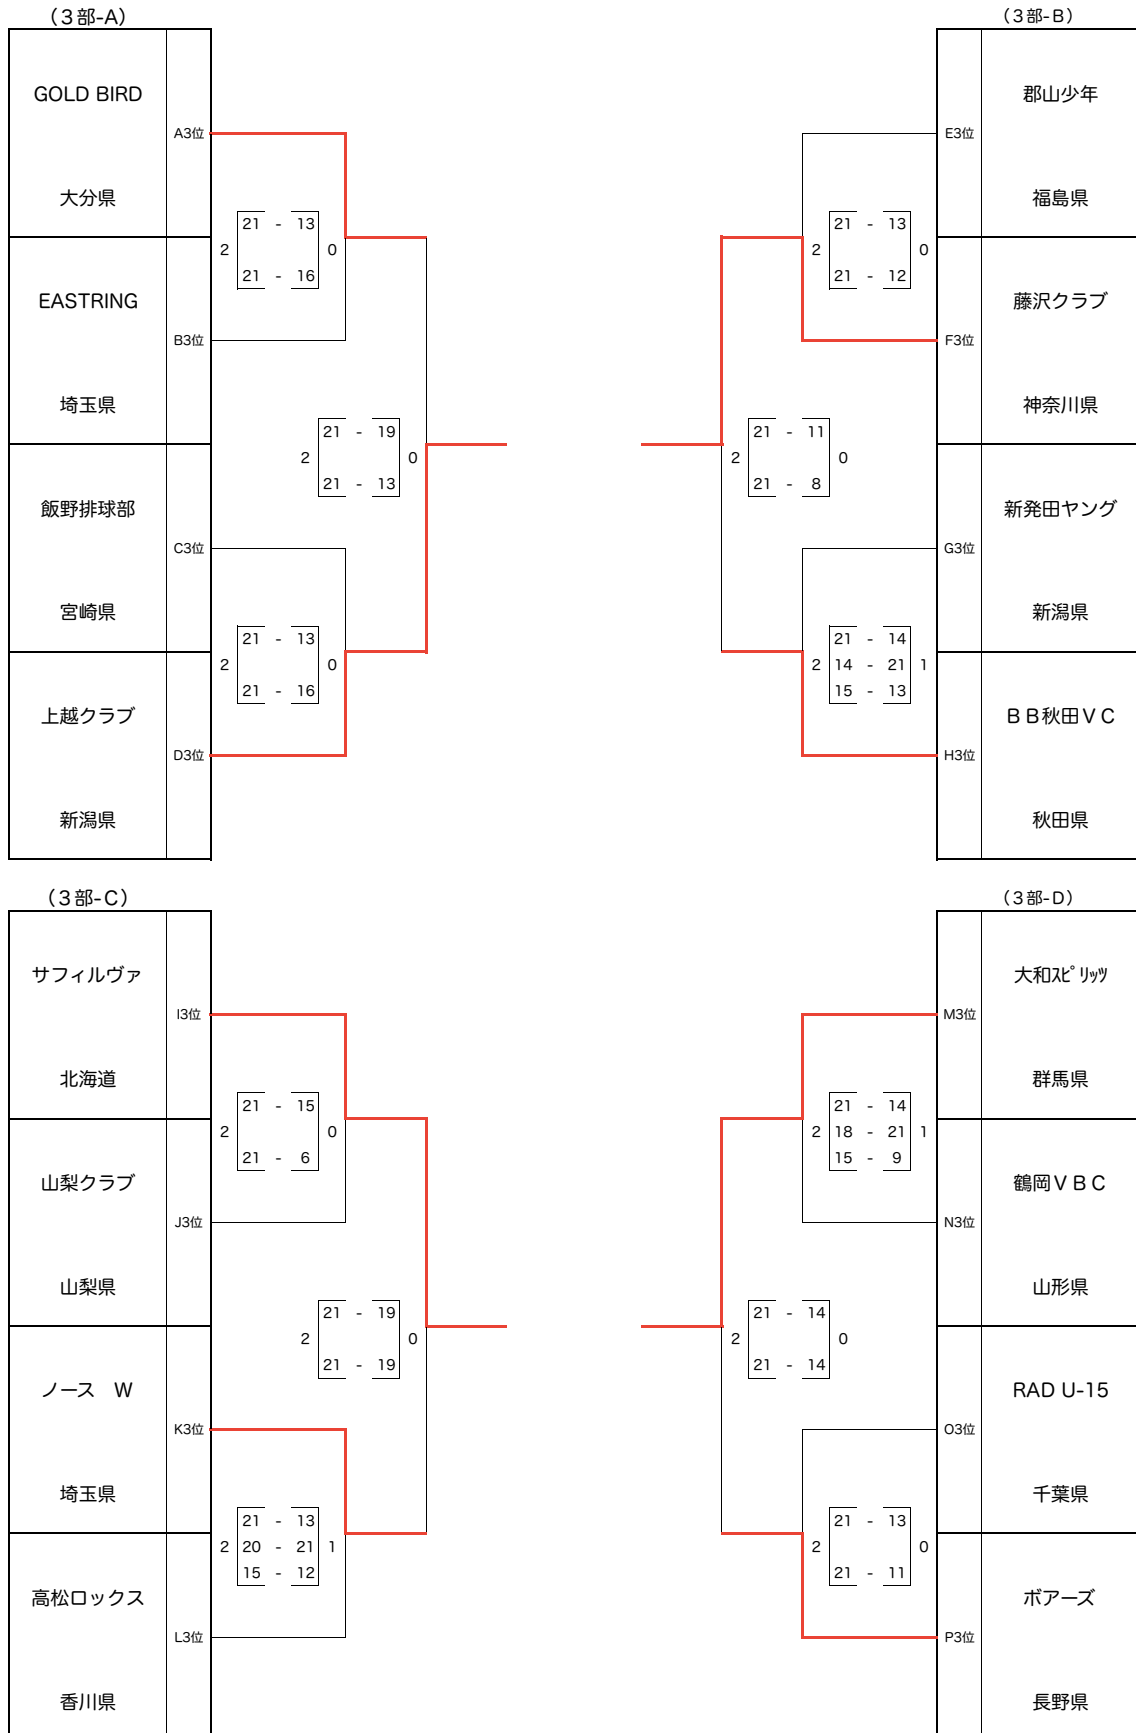 (3部-A)
GOLD BIRD
A3位
大分県
21 - 13
2 0
21 - 16
EASTRING
B3位
埼玉県
21 - 19
2 0
21 - 13
飯野排球部
C3位
宮崎県
21 - 13
2 0
21 - 16
上越クラブ
D3位
新潟県
(3部-B)
郡山少年
E3位
福島県
21 - 13
2 0
21 - 12
藤沢クラブ
F3位
神奈川県
21 - 11
2 0
21 - 8
新発田ヤング
G3位
新潟県
21 - 14
2 14 - 21 1
15 - 13
ＢＢ秋田ＶＣ
H3位
秋田県
(3部-C)
サフィルヴァ
I3位
北海道
21 - 15
2 0
21 - 6
山梨クラブ
J3位
山梨県
21 - 19
2 0
21 - 19
ノース　W
K3位
埼玉県
21 - 13
2 20 - 21 1
15 - 12
高松ロックス
L3位
香川県
(3部-D)
大和ｽﾋﾟﾘｯﾂ
M3位
群馬県
21 - 14
2 18 - 21 1
15 - 9
鶴岡ＶＢＣ
N3位
山形県
21 - 14
2 0
21 - 14
RAD U-15
O3位
千葉県
21 - 13
2 0
21 - 11
ボアーズ
P3位
長野県